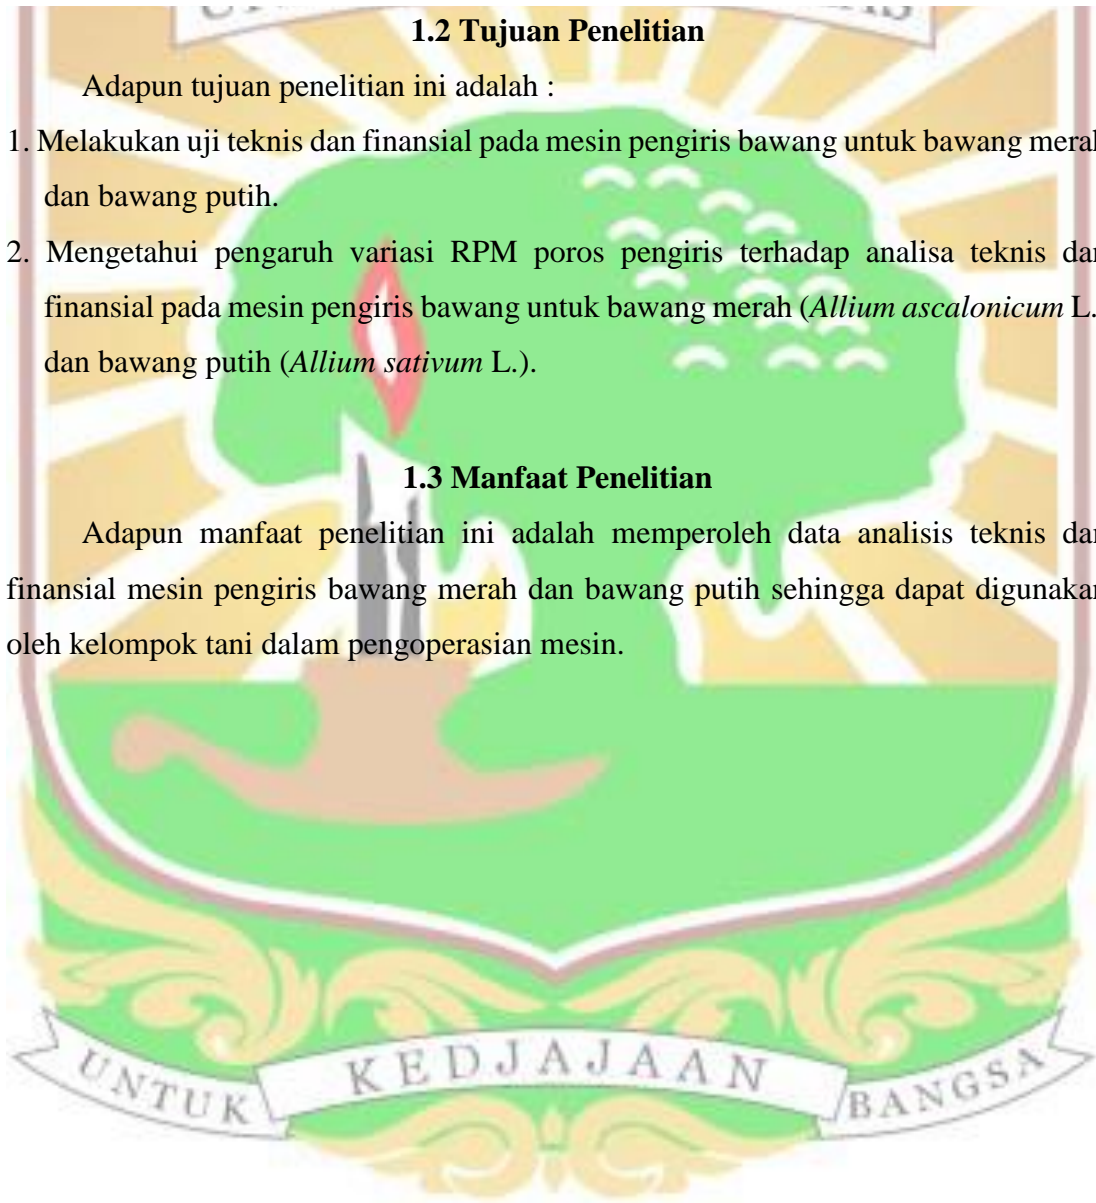 1.2 Tujuan Penelitian
Adapun tujuan penelitian ini adalah :
1. Melakukan uji teknis dan finansial pada mesin pengiris bawang untuk bawang merah
dan bawang putih.
2. Mengetahui pengaruh variasi RPM poros pengiris terhadap analisa teknis dan
finansial pada mesin pengiris bawang untuk bawang merah (Allium ascalonicum L.
dan bawang putih (Allium sativum L.).
1.3 Manfaat Penelitian
Adapun manfaat penelitian ini adalah memperoleh data analisis teknis dan
finansial mesin pengiris bawang merah dan bawang putih sehingga dapat digunakan
oleh kelompok tani dalam pengoperasian mesin.
UNTUK KEDJAJAAN BANGSA